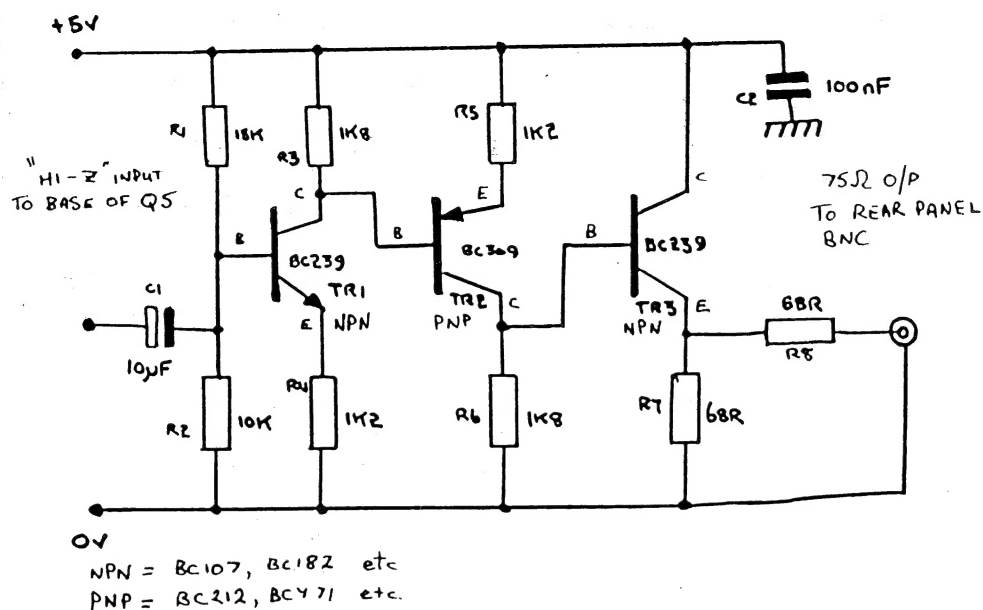 +5V
R1
18K
R3
1K8
R5
1K2
C2
100nF
"HI-Z" INPUT
TO BASE OF Q5
75Ω O/P
TO REAR PANEL
BNC
C
B
BC239
TR1
NPN
E
C1
10µF
B
E
BC309
TR2
PNP
C
B
C
BC239
TR3
NPN
E
68R
R8
R2
10K
R4
1K2
R6
1K8
R7
68R
0V
NPN = BC107, BC182 etc
PNP = BC212, etc.